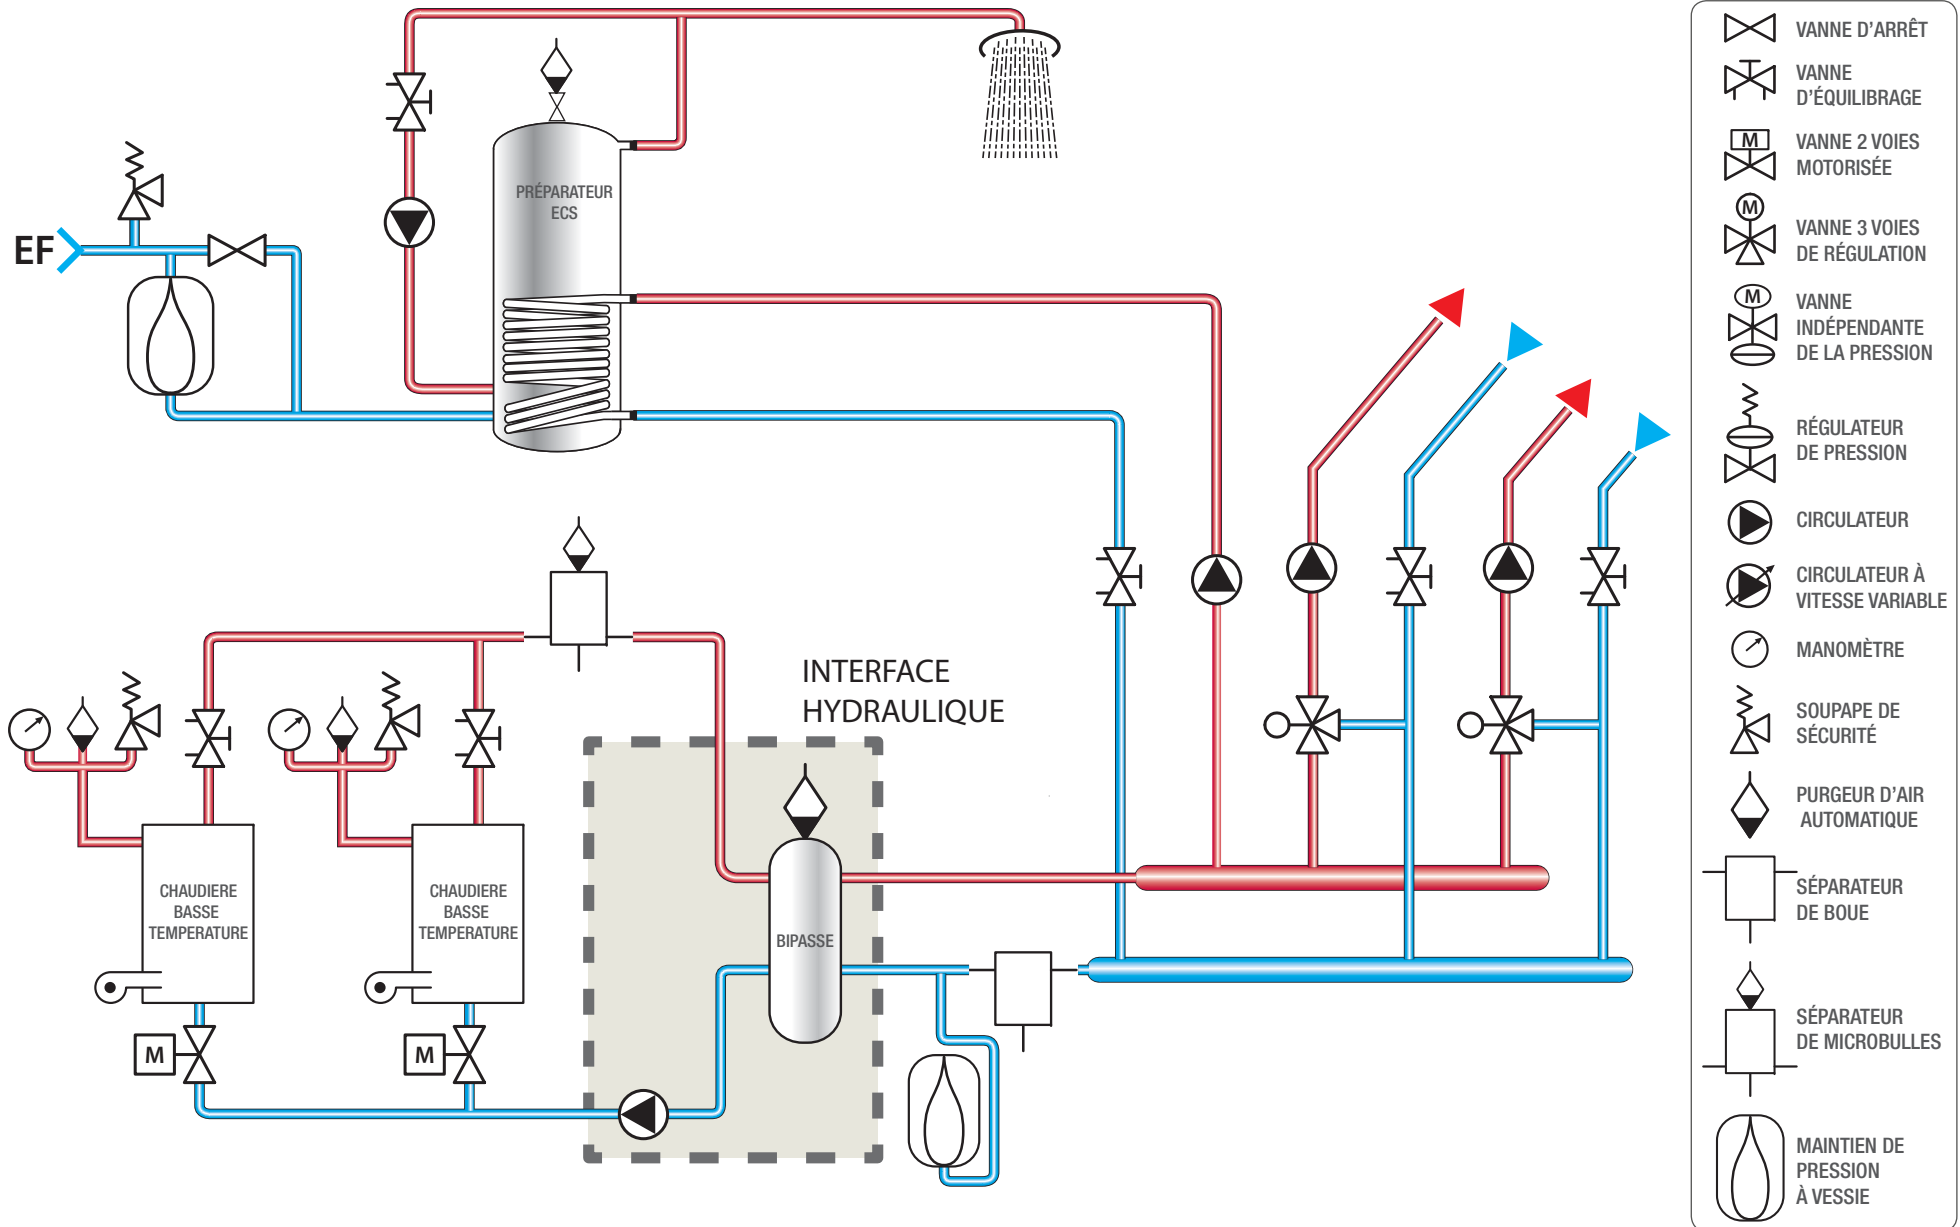 EF
PRÉPARATEUR
ECS
INTERFACE
HYDRAULIQUE
CHAUDIERE
BASSE
TEMPERATURE
CHAUDIERE
BASSE
TEMPERATURE
BIPASSE
M
M
VANNE D'ARRÊT
VANNE
D'ÉQUILIBRAGE
M
VANNE 2 VOIES
MOTORISÉE
M
VANNE 3 VOIES
DE RÉGULATION
M
VANNE
INDÉPENDANTE
DE LA PRESSION
RÉGULATEUR
DE PRESSION
CIRCULATEUR
CIRCULATEUR À
VITESSE VARIABLE
MANOMÈTRE
SOUPAPE DE
SÉCURITÉ
PURGEUR D'AIR
AUTOMATIQUE
SÉPARATEUR
DE BOUE
SÉPARATEUR
DE MICROBULLES
MAINTIEN DE
PRESSION
À VESSIE